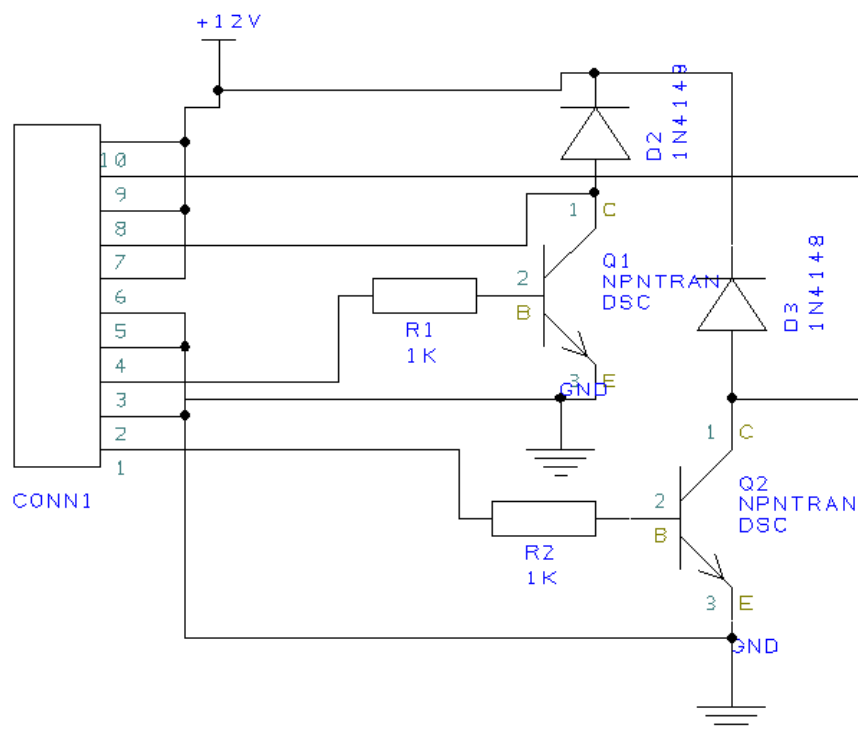 +12V
D2
1N4148
10
9
8
7
6
5
4
3
2
1
CONN1
1
C
2
B
3
E
Q1
NPNTRAN
DSC
GND
R1
1K
D3
1N4148
1
C
2
B
3
E
Q2
NPNTRAN
DSC
GND
R2
1K